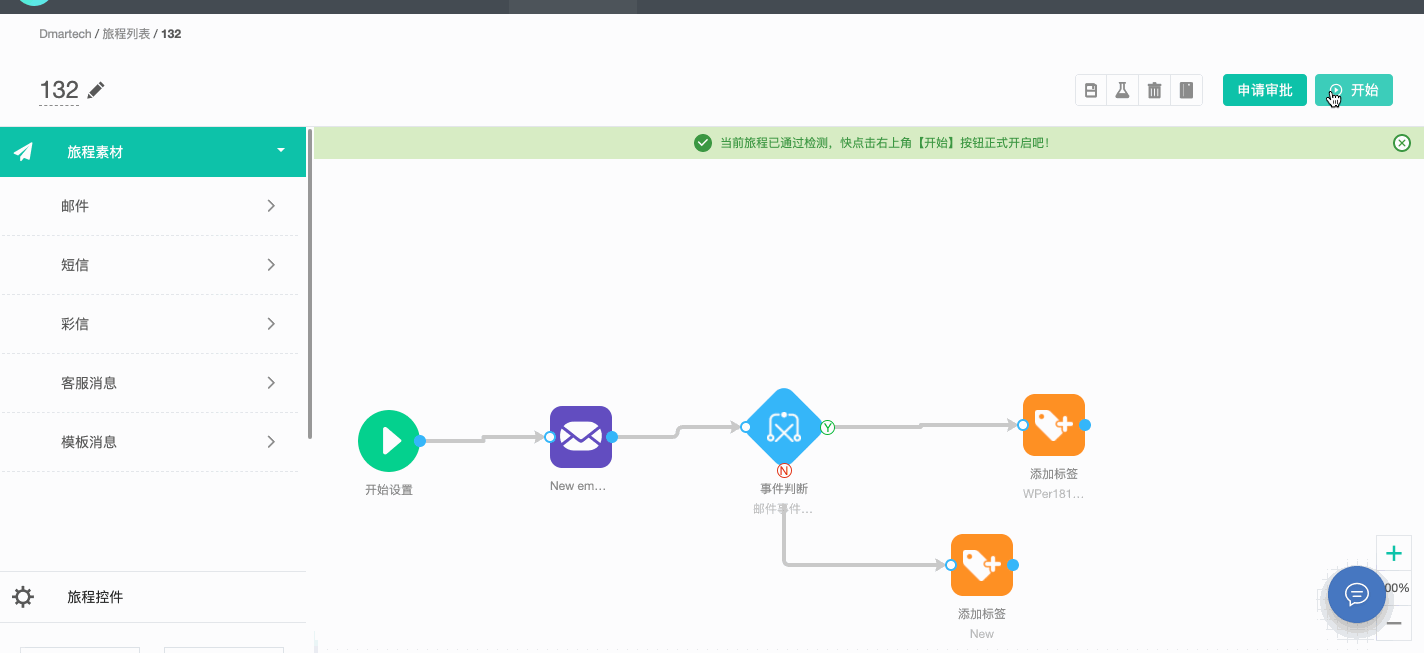 Dmartech / 旅程列表 / 132
132
申请审批
开始
旅程素材
当前旅程已通过检测，快点击右上角【开始】按钮正式开启吧！
邮件
短信
彩信
客服消息
模板消息
Y
N
开始设置
New em...
事件判断
邮件事件...
添加标签
WPer181...
添加标签
New
00%
旅程控件